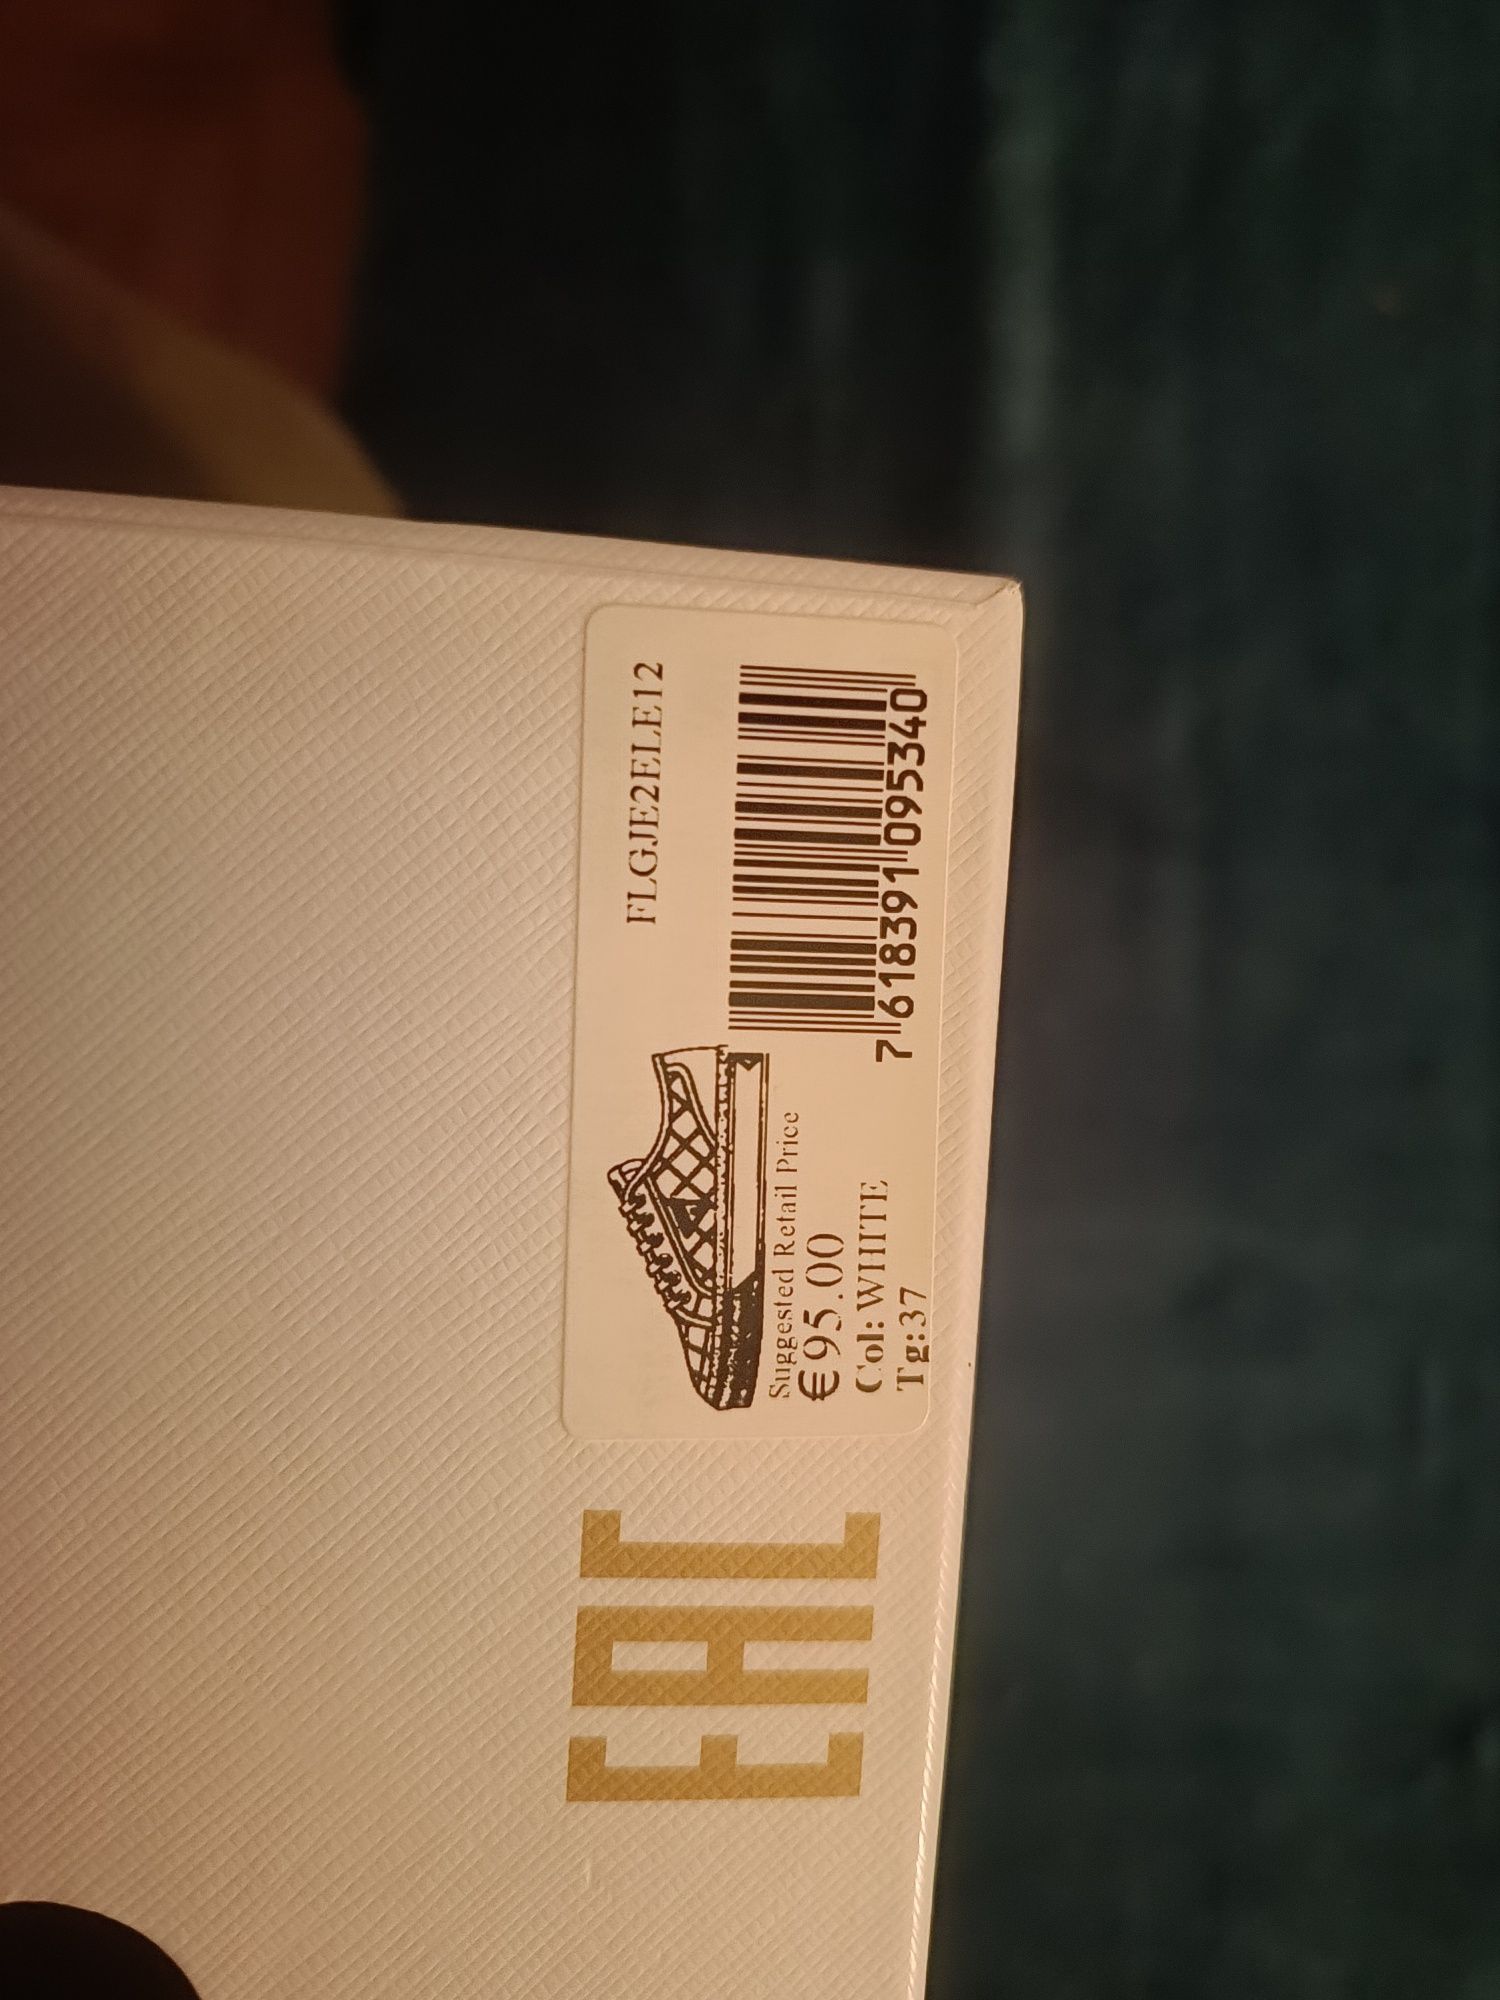 FLGJE2ELE12
7 618391 095340
Suggested Retail Price
€95.00
Col: WHITE
Tg:37
EAC